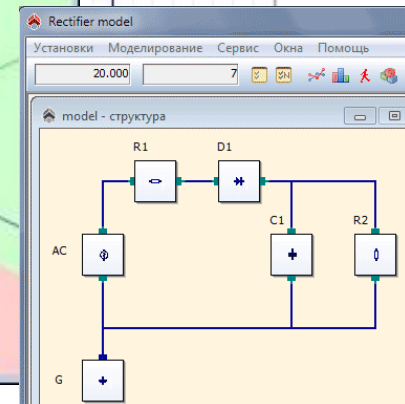 Rectifier model
Установки Моделирование Сервис Окна Помощь
20.000 7
model - структура
R1 D1
C1 R2
AC
G